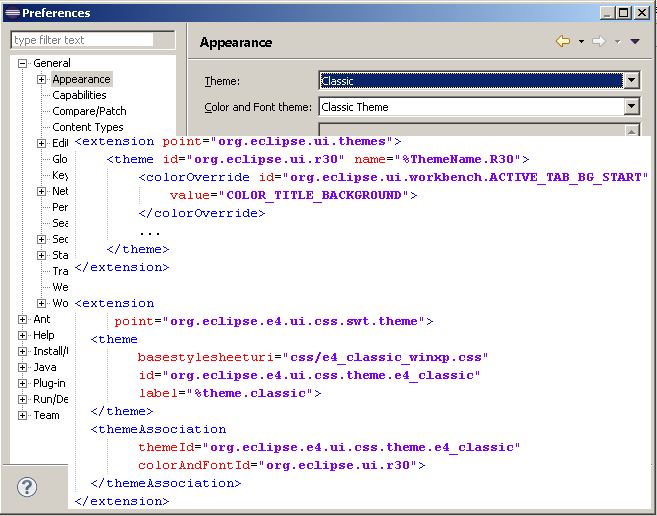 Preferences
type filter text
Appearance
General
Appearance
Capabilities
Compare/Patch
Content Types
Theme:
Classic
Color and Font theme:
Classic Theme
Edi
Glo
Key
Net
Per
Sea
Sec
Sta
Tra
We
Wo
Ant
Help
Install/
Java
Plug-in
Run/De
Team
<extension point="org.eclipse.ui.themes">
<theme id="org.eclipse.ui.r30" name="%ThemeName.R30">
<colorOverride id="org.eclipse.ui.workbench.ACTIVE_TAB_BG_START"
value="COLOR_TITLE_BACKGROUND">
</colorOverride>
...
</theme>
</extension>
<extension
point="org.eclipse.e4.ui.css.swt.theme">
<theme
basestylesheeturi="css/e4_classic_winxp.css"
id="org.eclipse.e4.ui.css.theme.e4_classic"
label="%theme.classic">
</theme>
<themeAssociation
themeId="org.eclipse.e4.ui.css.theme.e4_classic"
colorAndFontId="org.eclipse.ui.r30">
</themeAssociation>
</extension>
?